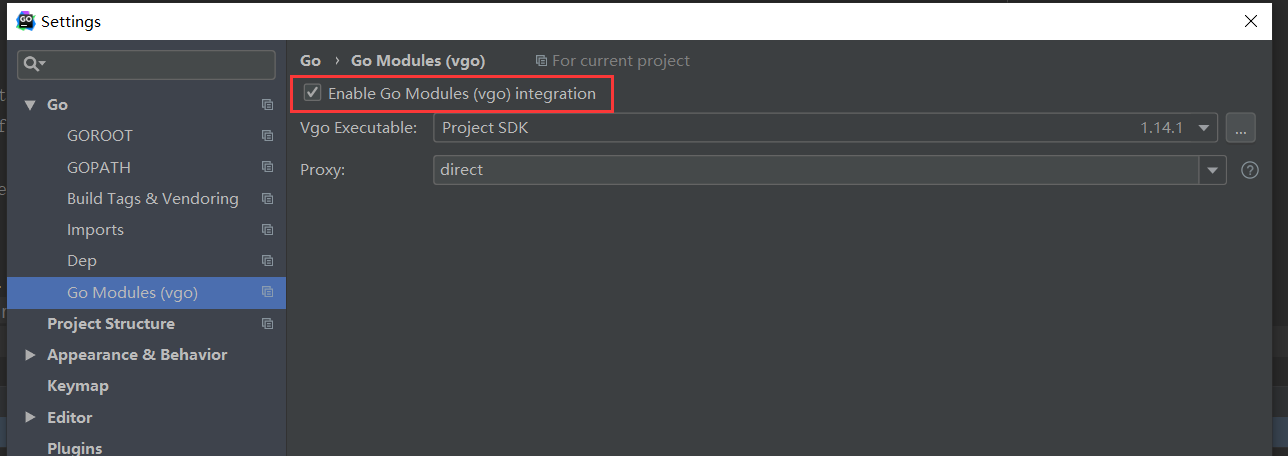 GO Settings
Go › Go Modules (vgo) For current project
Enable Go Modules (vgo) integration
Go
Vgo Executable: Project SDK 1.14.1 ...
GOROOT
GOPATH
Proxy: direct ?
Build Tags & Vendoring
Imports
Dep
Go Modules (vgo)
Project Structure
Appearance & Behavior
Keymap
Editor
Plugins